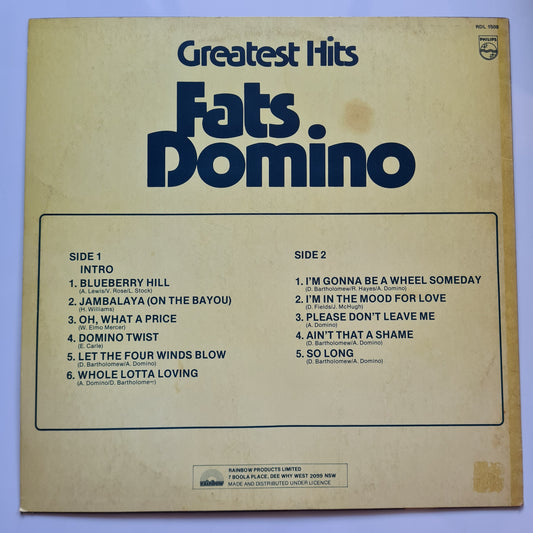 RDL 1508
PHILIPS
Greatest Hits
Fats
Domino
SIDE 1
INTRO
1. BLUEBERRY HILL
(A. Lewis/V. Rose/L. Stock)
2. JAMBALAYA (ON THE BAYOU)
(H. Williams)
3. OH, WHAT A PRICE
(W. Elmo Mercer)
4. DOMINO TWIST
(E. Carle)
5. LET THE FOUR WINDS BLOW
(D. Bartholomew/A. Domino)
6. WHOLE LOTTA LOVING
(A. Domino/D. Bartholomew)
SIDE 2
1. I'M GONNA BE A WHEEL SOMEDAY
(D. Bartholomew/R. Hayes/A. Domino)
2. I'M IN THE MOOD FOR LOVE
(D. Fields/J. McHugh)
3. PLEASE DON'T LEAVE ME
(A. Domino)
4. AIN'T THAT A SHAME
(D. Bartholomew/A. Domino)
5. SO LONG
(D. Bartholomew/A. Domino)
rainbow
RAINBOW PRODUCTS LIMITED
7 BOOLA PLACE, DEE WHY WEST 2099 NSW
MADE AND DISTRIBUTED UNDER LICENCE